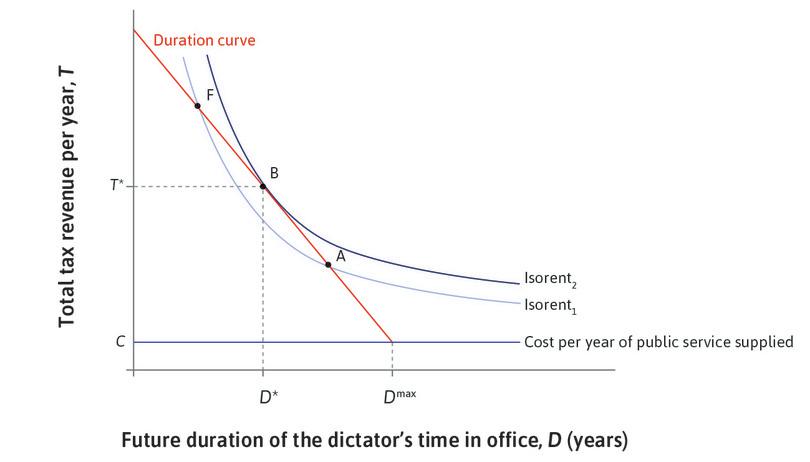 Duration curve
F
B
T*
A
Isorent2
Isorent1
C
Cost per year of public service supplied
D*
Dmax
Total tax revenue per year, T
Future duration of the dictator’s time in office, D (years)